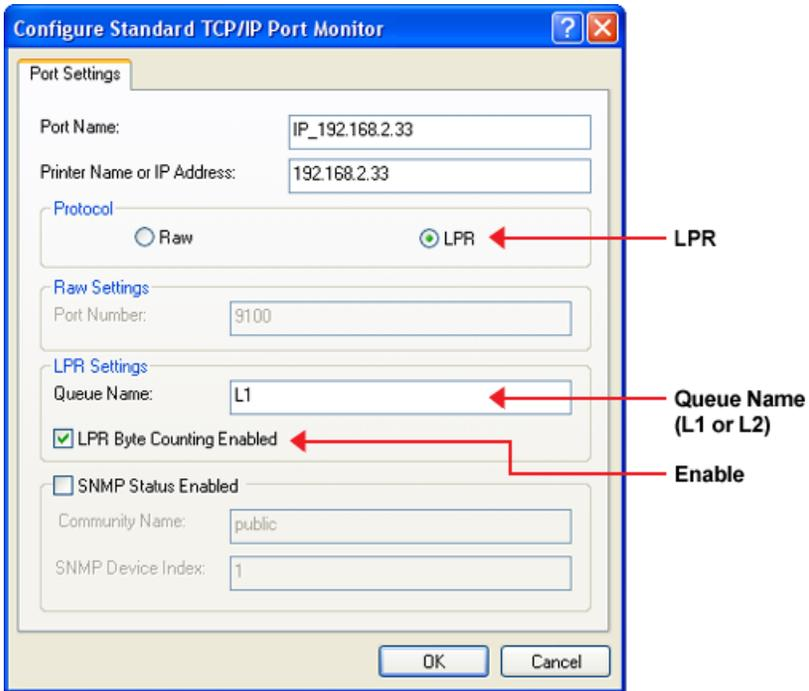 Configure Standard TCP/IP Port Monitor
Port Settings
Port Name:
IP_192.168.2.33
Printer Name or IP Address:
192.168.2.33
Protocol
Raw
LPR
LPR
Raw Settings
Port Number:
9100
LPR Settings
Queue Name:
L1
Queue Name
(L1 or L2)
LPR Byte Counting Enabled
Enable
SNMP Status Enabled
Community Name:
public
SNMP Device Index:
1
OK
Cancel